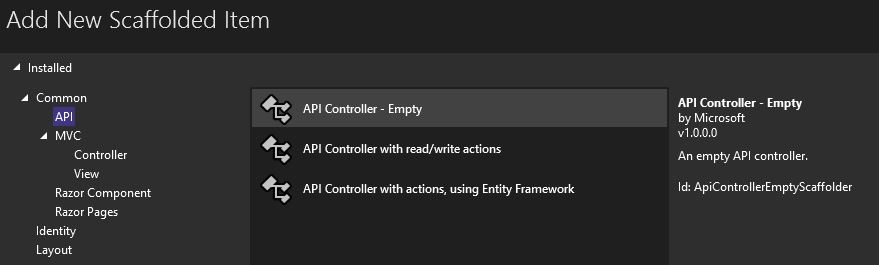 Add New Scaffolded Item
Installed
Common
API
MVC
Controller
View
Razor Component
Razor Pages
Identity
Layout
API Controller - Empty
API Controller with read/write actions
API Controller with actions, using Entity Framework
API Controller - Empty
by Microsoft
v1.0.0.0
An empty API controller.
Id: ApiControllerEmptyScaffolder